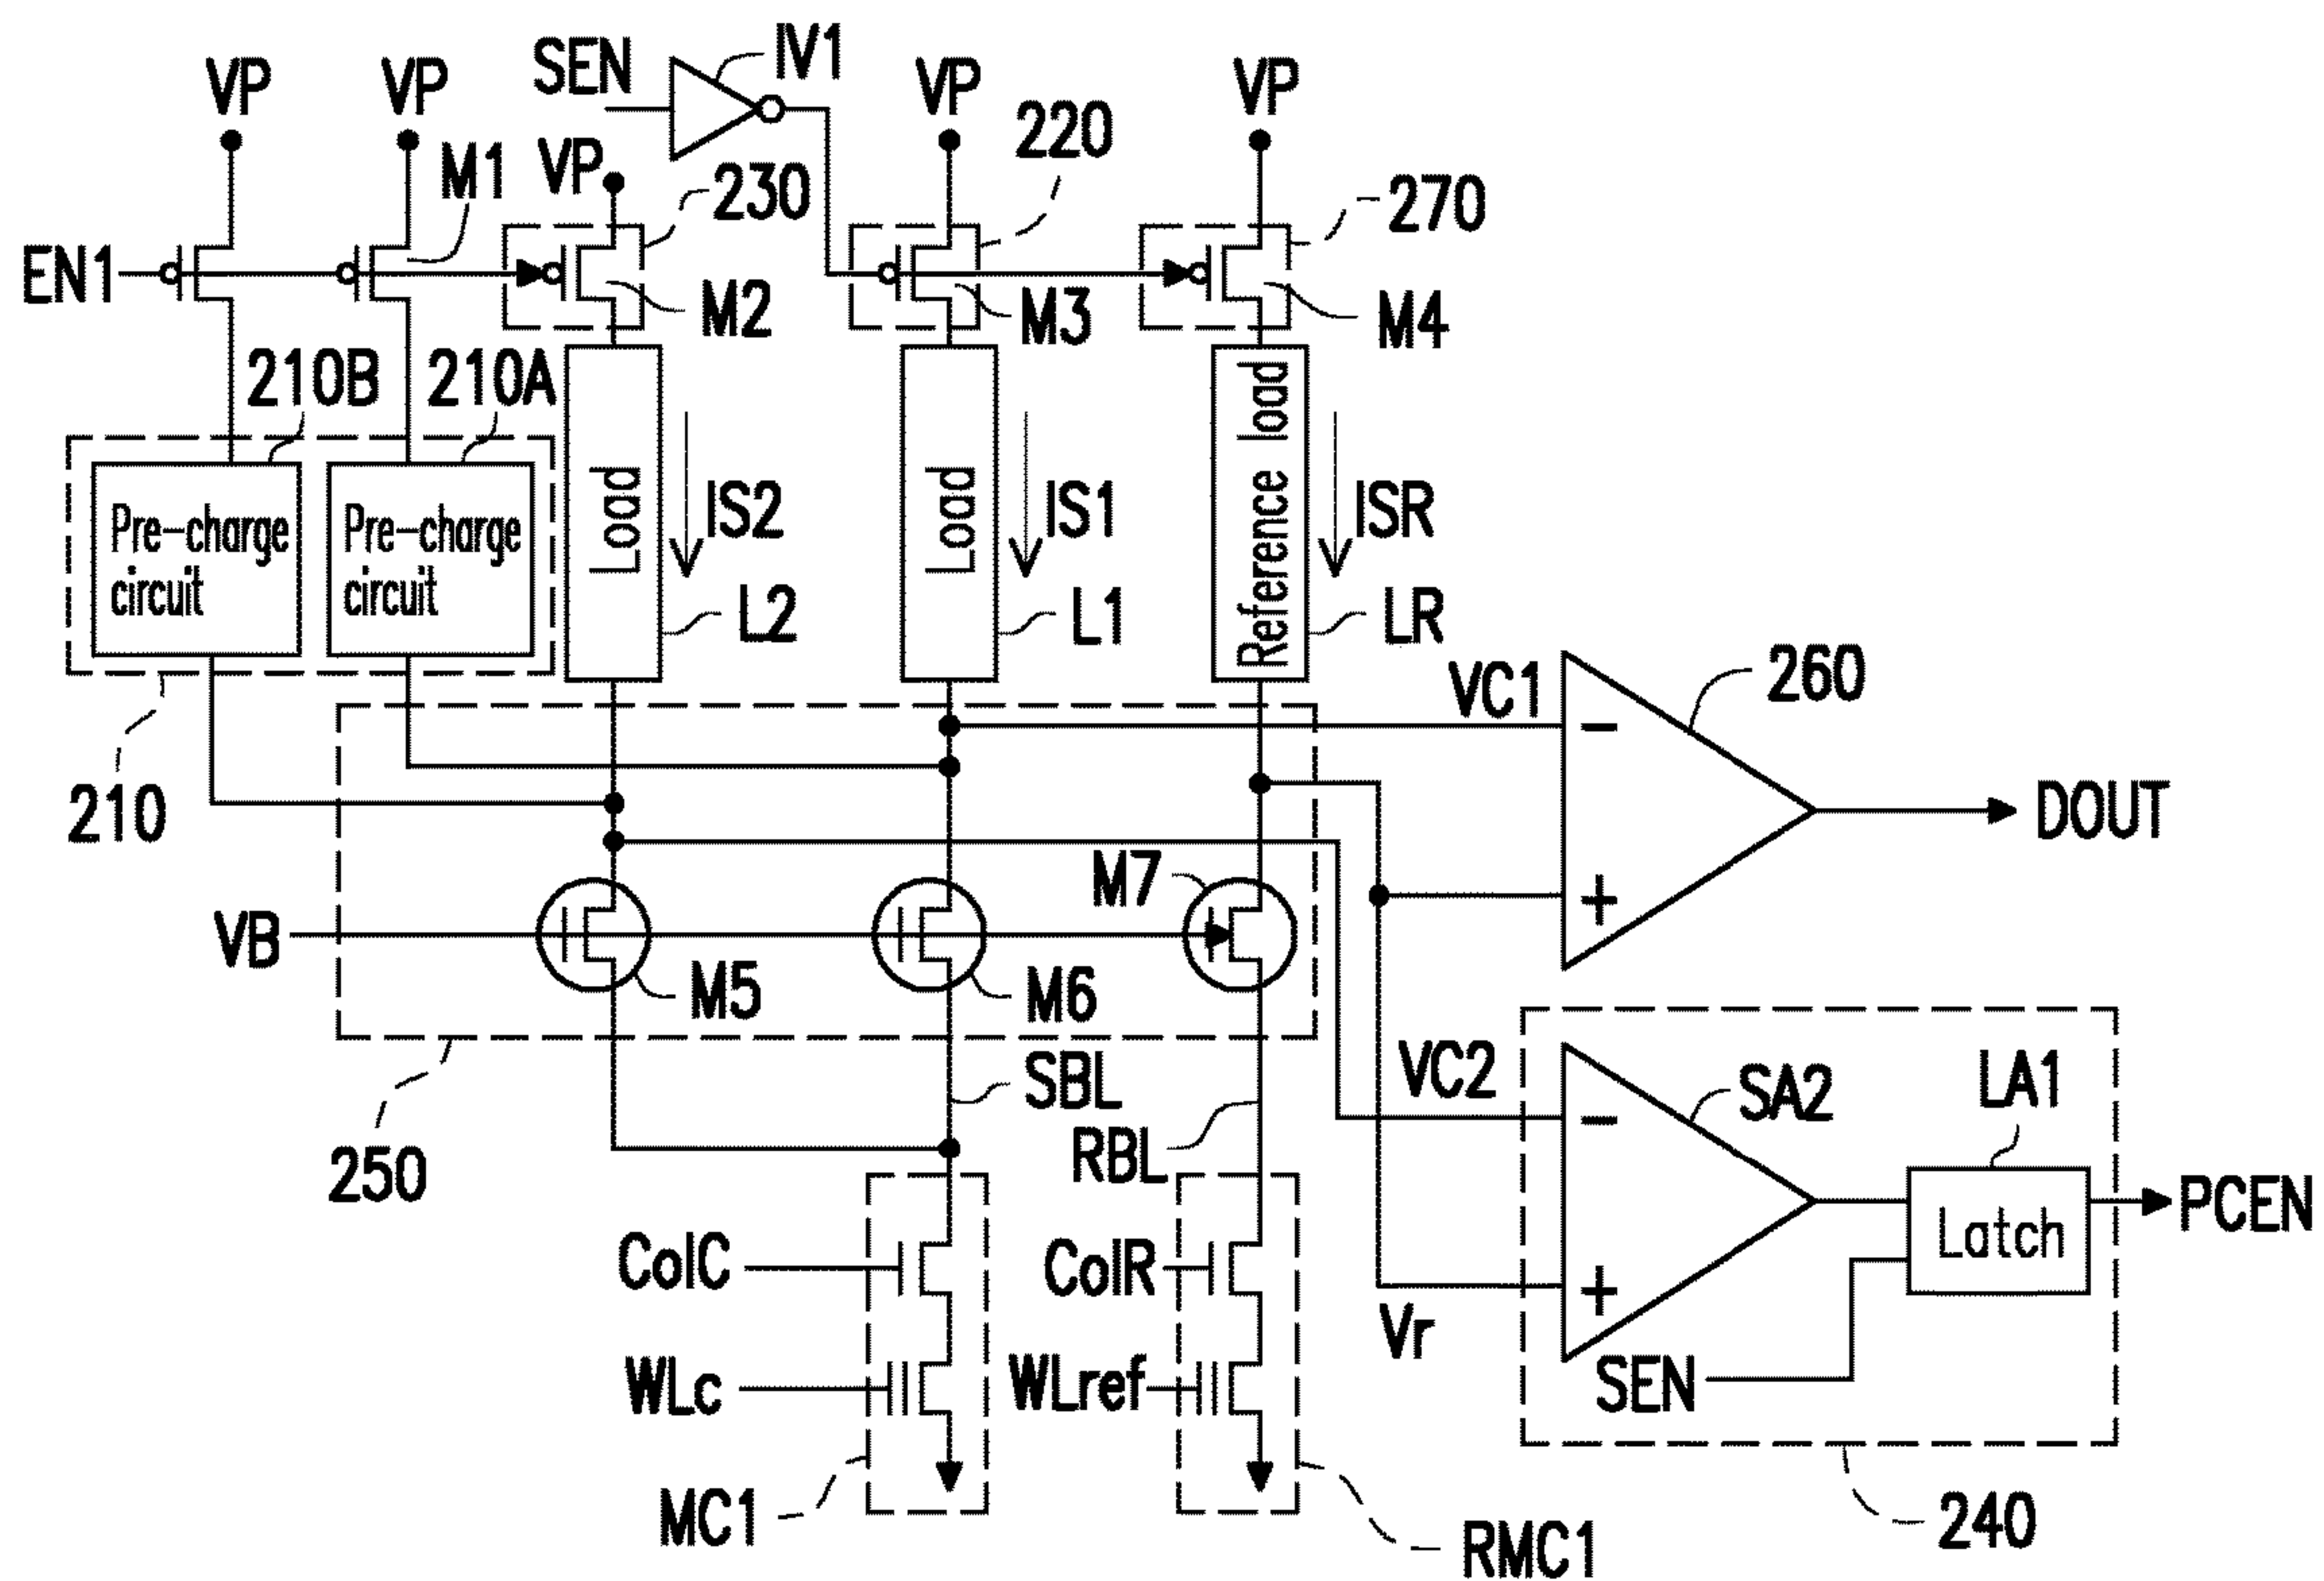 VP
VP
SEN
IV1
VP
VP
VP
M1
230
220
270
EN1
M2
M3
M4
210B
210A
Pre-charge
circuit
Pre-charge
circuit
Load
IS2
L2
Load
IS1
L1
Reference load
ISR
LR
210
VC1
−
+
260
DOUT
VB
M5
M6
M7
250
SBL
RBL
VC2
−
+
SA2
LA1
Latch
PCEN
Vr
SEN
240
ColC
ColR
WLc
WLref
MC1
RMC1